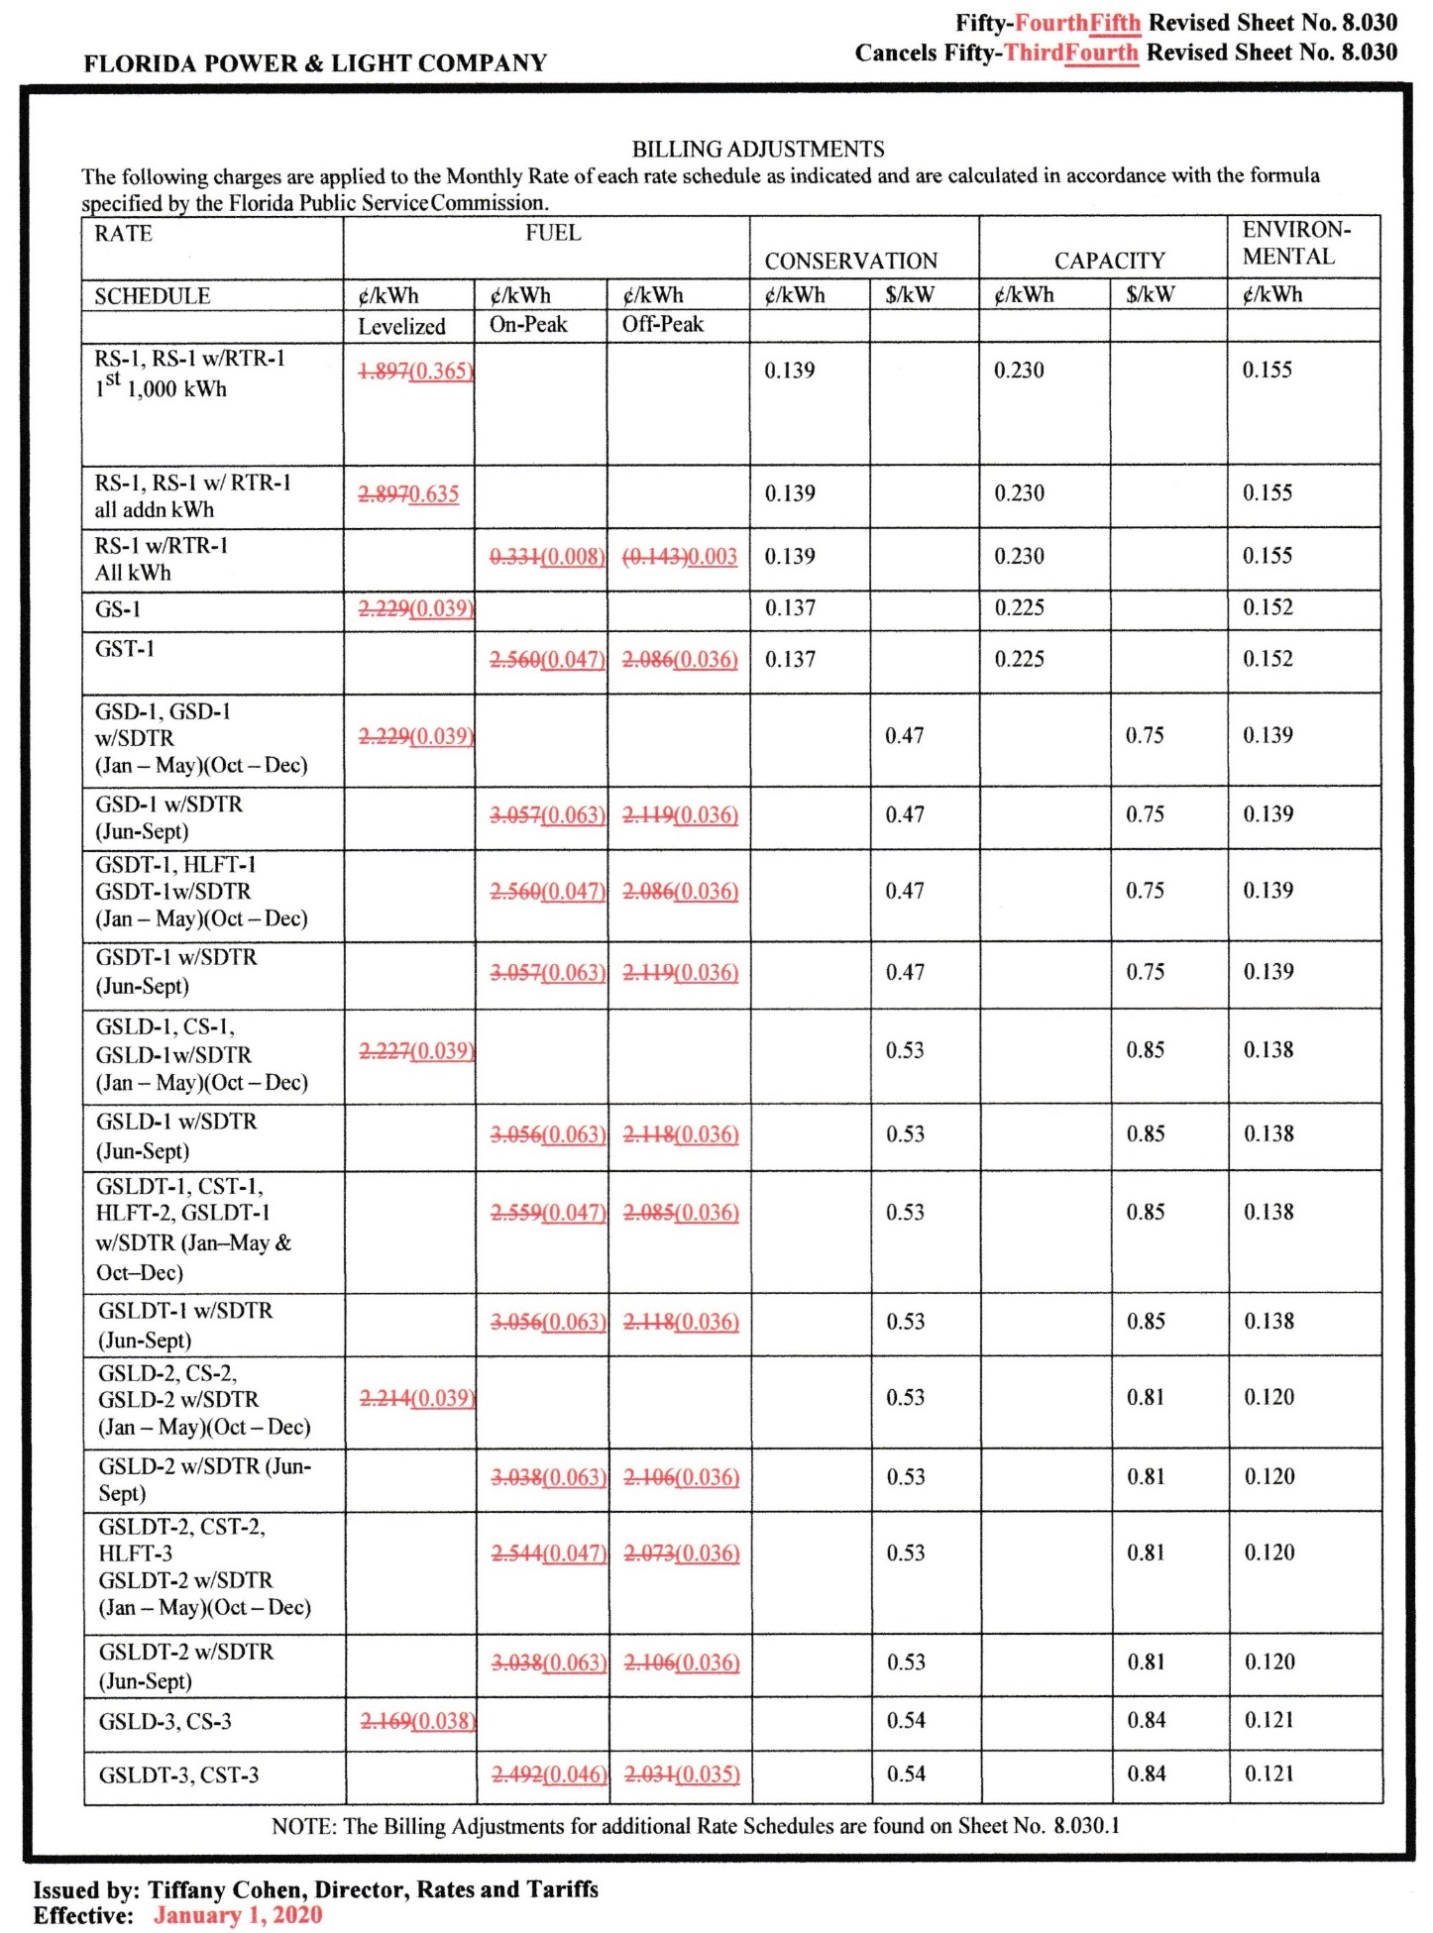 Fifty-FourthFifth Revised Sheet No. 8.030
FLORIDA POWER & LIGHT COMPANY
Cancels Fifty-ThirdFourth Revised Sheet No. 8.030
BILLING ADJUSTMENTS
The following charges are applied to the Monthly Rate of each rate schedule as indicated and are calculated in accordance with the formula
specified by the Florida Public Service Commission.
RATE FUEL CONSERVATION CAPACITY ENVIRON-
MENTAL
SCHEDULE ¢/kWh ¢/kWh ¢/kWh ¢/kWh $/kW ¢/kWh $/kW ¢/kWh
Levelized On-Peak Off-Peak
RS-1, RS-1 w/RTR-1
1st 1,000 kWh 1.897(0.365) 0.139 0.230 0.155
RS-1, RS-1 w/ RTR-1
all addn kWh 2.8970.635 0.139 0.230 0.155
RS-1 w/RTR-1
All kWh 0.331(0.008) (0.143)0.003 0.139 0.230 0.155
GS-1 2.229(0.039) 0.137 0.225 0.152
GST-1 2.560(0.047) 2.086(0.036) 0.137 0.225 0.152
GSD-1, GSD-1
w/SDTR 2.229(0.039) 0.47 0.75 0.139
(Jan – May)(Oct – Dec)
GSD-1 w/SDTR
(Jun-Sept) 3.057(0.063) 2.119(0.036) 0.47 0.75 0.139
GSDT-1, HLFT-1
GSDT-1w/SDTR 2.560(0.047) 2.086(0.036) 0.47 0.75 0.139
(Jan – May)(Oct – Dec)
GSDT-1 w/SDTR
(Jun-Sept) 3.057(0.063) 2.119(0.036) 0.47 0.75 0.139
GSLD-1, CS-1,
GSLD-1w/SDTR 2.227(0.039) 0.53 0.85 0.138
(Jan – May)(Oct – Dec)
GSLD-1 w/SDTR
(Jun-Sept) 3.056(0.063) 2.118(0.036) 0.53 0.85 0.138
GSLDT-1, CST-1,
HLFT-2, GSLDT-1 2.559(0.047) 2.085(0.036) 0.53 0.85 0.138
w/SDTR (Jan–May &
Oct–Dec)
GSLDT-1 w/SDTR
(Jun-Sept) 3.056(0.063) 2.118(0.036) 0.53 0.85 0.138
GSLD-2, CS-2,
GSLD-2 w/SDTR 2.214(0.039) 0.53 0.81 0.120
(Jan – May)(Oct – Dec)
GSLD-2 w/SDTR (Jun-
Sept) 3.038(0.063) 2.106(0.036) 0.53 0.81 0.120
GSLDT-2, CST-2,
HLFT-3 2.544(0.047) 2.073(0.036) 0.53 0.81 0.120
GSLDT-2 w/SDTR
(Jan – May)(Oct – Dec)
GSLDT-2 w/SDTR
(Jun-Sept) 3.038(0.063) 2.106(0.036) 0.53 0.81 0.120
GSLD-3, CS-3 2.169(0.038) 0.54 0.84 0.121
GSLDT-3, CST-3 2.492(0.046) 2.031(0.035) 0.54 0.84 0.121
NOTE: The Billing Adjustments for additional Rate Schedules are found on Sheet No. 8.030.1
Issued by: Tiffany Cohen, Director, Rates and Tariffs
Effective: January 1, 2020